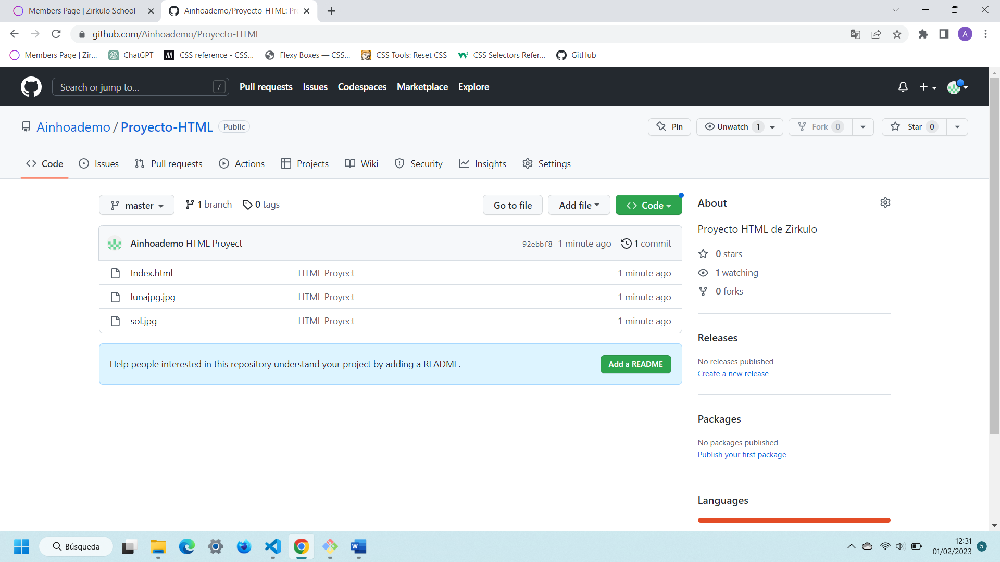 Members Page | Zirkulo School
Ainhoademo/Proyecto-HTML: Pr
github.com/Ainhoademo/Proyecto-HTML
A
Members Page | Zir...
ChatGPT
CSS reference - CSS...
Flexy Boxes — CSS...
CSS Tools: Reset CSS
CSS Selectors Refer...
GitHub
Search or jump to...
/
Pull requests
Issues
Codespaces
Marketplace
Explore
Ainhoademo / Proyecto-HTML
Public
Pin
Unwatch 1
Fork 0
Star 0
Code
Issues
Pull requests
Actions
Projects
Wiki
Security
Insights
Settings
master
1 branch
0 tags
Go to file
Add file
Code
Ainhoademo HTML Proyect
92ebbf8 1 minute ago
1 commit
Index.html HTML Proyect 1 minute ago
lunajpg.jpg HTML Proyect 1 minute ago
sol.jpg HTML Proyect 1 minute ago
Help people interested in this repository understand your project by adding a README.
Add a README
About
Proyecto HTML de Zirkulo
0 stars
1 watching
0 forks
Releases
No releases published
Create a new release
Packages
No packages published
Publish your first package
Languages
Búsqueda
12:31
01/02/2023
5